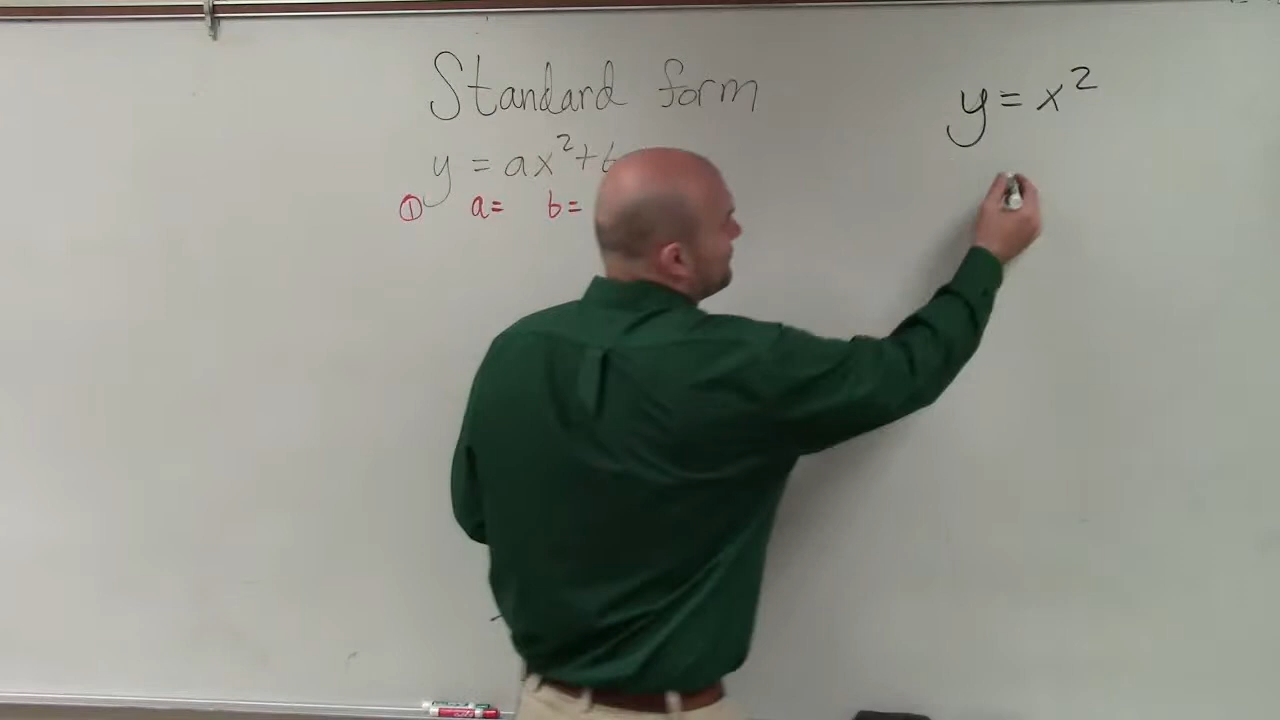 Standard form
y = ax²+b
① a= b=
y = x²